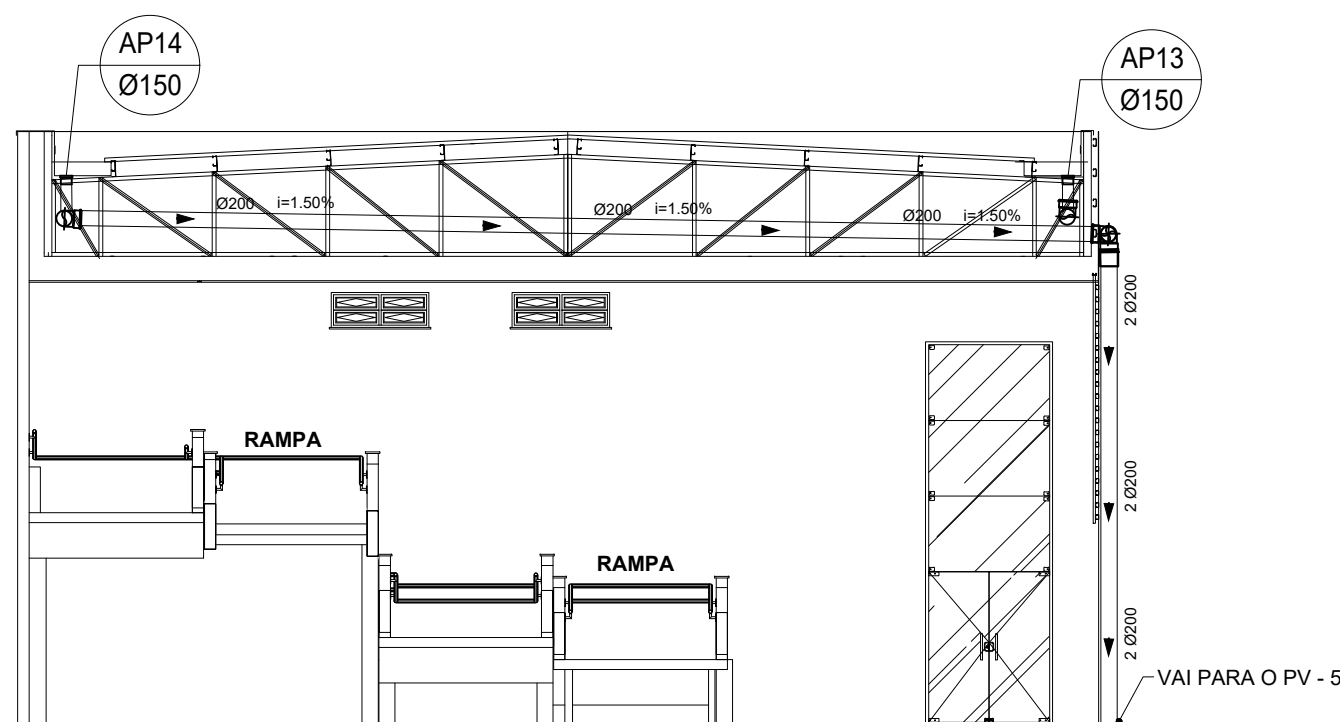 AP14
Ø150
AP13
Ø150
Ø200 i=1.50%
Ø200 i=1.50%
Ø200 i=1.50%
2 Ø200
RAMPA
2 Ø200
RAMPA
2 Ø200
VAI PARA O PV - 5